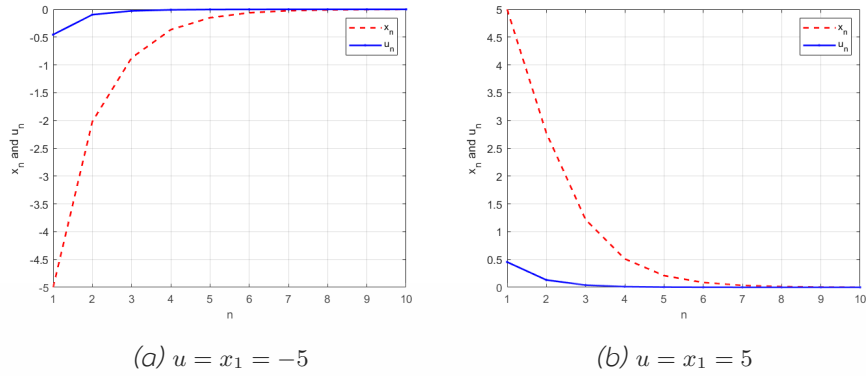 0
-0.5
-1
-1.5
-2
-2.5
-3
-3.5
-4
-4.5
-5
x_n and u_n
1 2 3 4 5 6 7 8 9 10
n
x_n
u_n
(a) u = x_1 = −5
5
4.5
4
3.5
3
2.5
2
1.5
1
0.5
0
x_n and u_n
1 2 3 4 5 6 7 8 9 10
n
x_n
u_n
(b) u = x_1 = 5